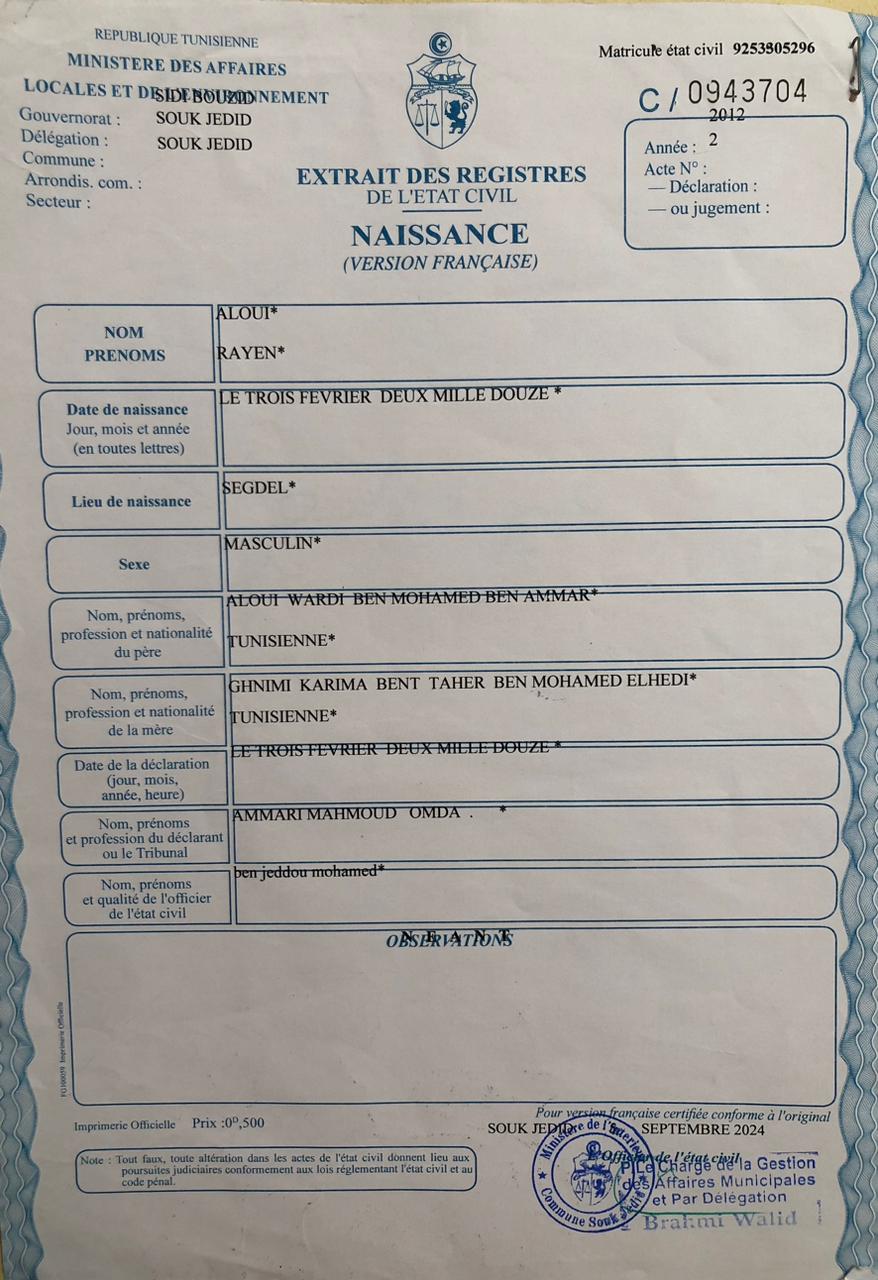 REPUBLIQUE TUNISIENNE
MINISTERE DES AFFAIRES
LOCALES ET DE L'ENVIRONNEMENT
SIDI BOUZID
Gouvernorat : SOUK JEDID
Délégation : SOUK JEDID
Commune :
Arrondis. com. :
Secteur :
Matricule état civil 9253805296
C / 0943704
2012
Année : 2
Acte N° :
— Déclaration :
— ou jugement :
EXTRAIT DES REGISTRES
DE L'ETAT CIVIL
NAISSANCE
(VERSION FRANÇAISE)
NOM
PRENOMS
ALOUI*
RAYEN*
Date de naissance
Jour, mois et année
(en toutes lettres)
LE TROIS FEVRIER DEUX MILLE DOUZE *
Lieu de naissance
SEGDEL*
Sexe
MASCULIN*
Nom, prénoms,
profession et nationalité
du père
ALOUI WARDI BEN MOHAMED BEN AMMAR*
TUNISIENNE*
Nom, prénoms,
profession et nationalité
de la mère
GHNIMI KARIMA BENT TAHER BEN MOHAMED ELHEDI*
TUNISIENNE*
Date de la déclaration
(jour, mois,
année, heure)
LE TROIS FEVRIER DEUX MILLE DOUZE *
Nom, prénoms
et profession du déclarant
ou le Tribunal
AMMARI MAHMOUD OMDA . *
Nom, prénoms
et qualité de l'officier
de l'état civil
ben jeddou mohamed*
OBSERVATIONS
N E A N T
Imprimerie Officielle
Imprimerie Officielle Prix :0ᴰ,500
Pour version française certifiée conforme à l'original
SOUK JEDID SEPTEMBRE 2024
L'Officier de l'état civil
Note : Tout faux, toute altération dans les actes de l'état civil donnent lieu aux
poursuites judiciaires conformement aux lois réglementant l'état civil et au
code pénal.
Ministère de l'Interieur
Commune Souk Jedid
P/Le Chargé de la Gestion
des Affaires Municipales
et Par Délégation
Brahmi Walid